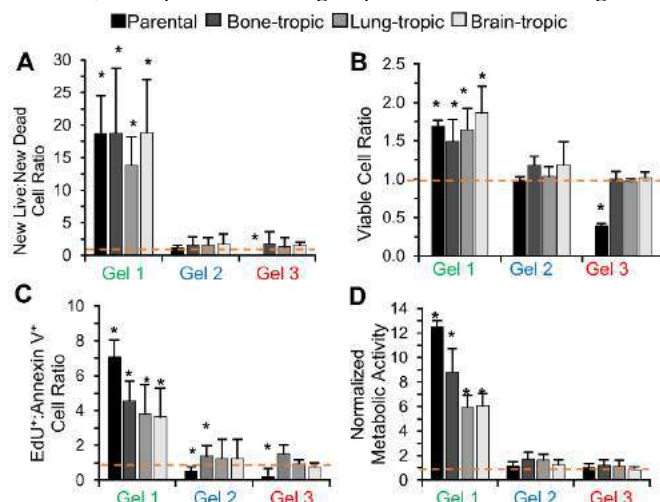 Parental Bone-tropic Lung-tropic Brain-tropic
A
New Live:New Dead
Cell Ratio
30
25
20
15
10
5
0
* * * *
*
Gel 1 Gel 2 Gel 3
B
Viable Cell Ratio
2.5
2.0
1.5
1.0
0.5
0.0
* * * *
*
Gel 1 Gel 2 Gel 3
C
EdU+:Annexin V+
Cell Ratio
10
8
6
4
2
0
* * * *
* *
*
Gel 1 Gel 2 Gel 3
D
Normalized
Metabolic Activity
14
12
10
8
6
4
2
0
* * * *
Gel 1 Gel 2 Gel 3